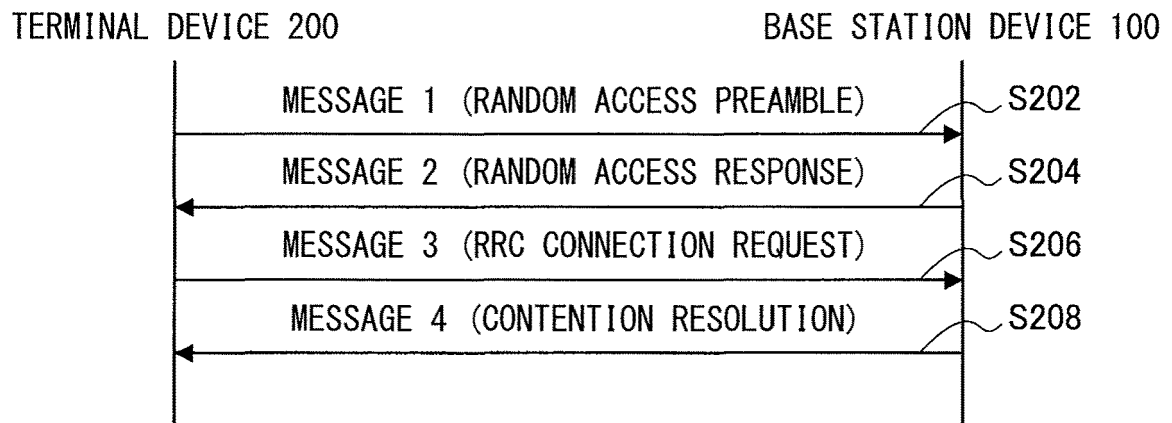 TERMINAL DEVICE 200
BASE STATION DEVICE 100
MESSAGE 1 (RANDOM ACCESS PREAMBLE)
S202
MESSAGE 2 (RANDOM ACCESS RESPONSE)
S204
MESSAGE 3 (RRC CONNECTION REQUEST)
S206
MESSAGE 4 (CONTENTION RESOLUTION)
S208